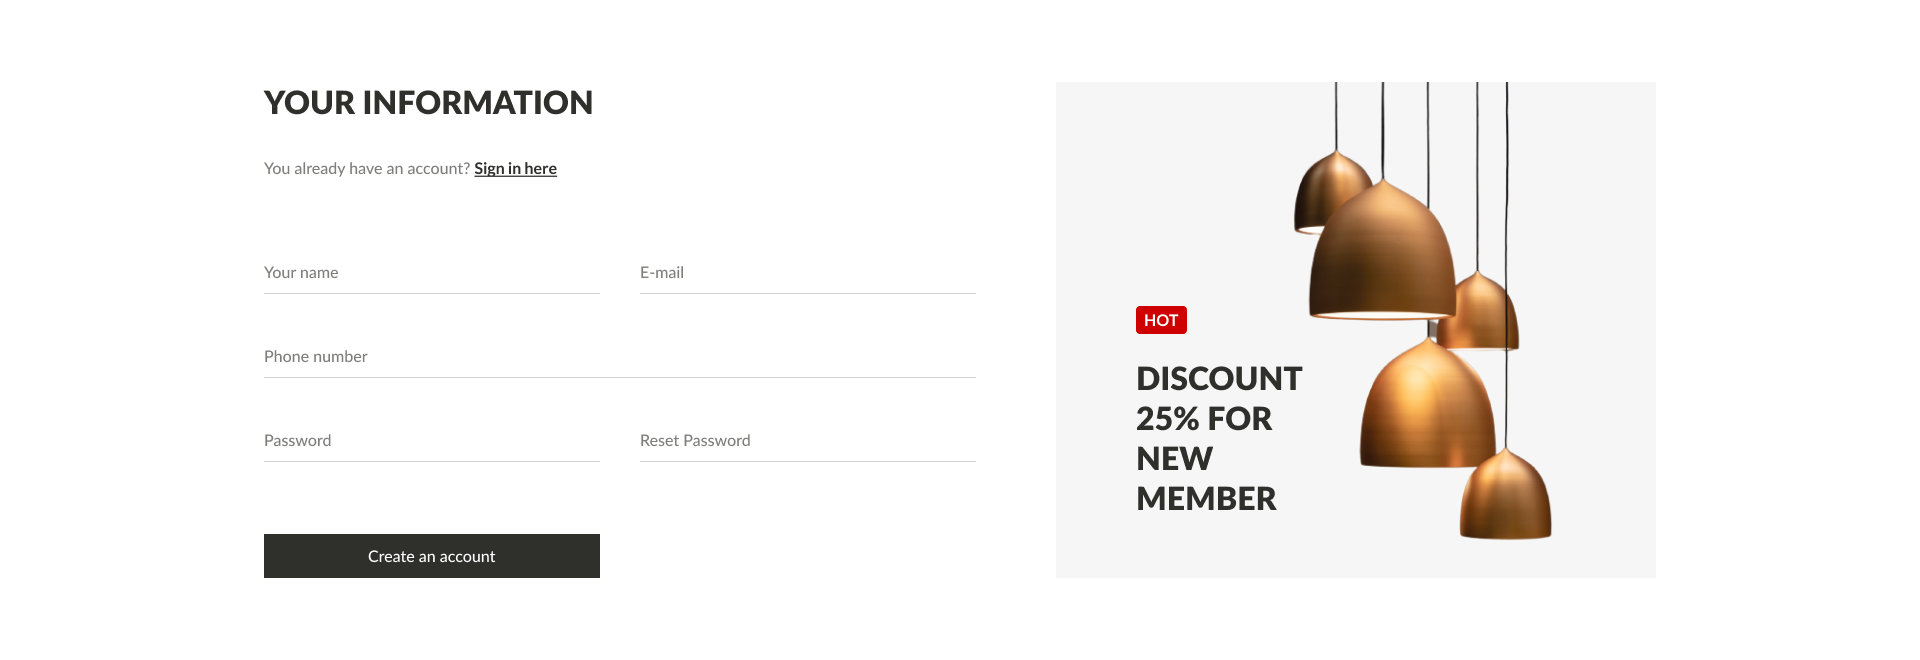 YOUR INFORMATION
You already have an account? Sign in here
Your name
E-mail
Phone number
Password
Reset Password
Create an account
HOT
DISCOUNT
25% FOR
NEW
MEMBER